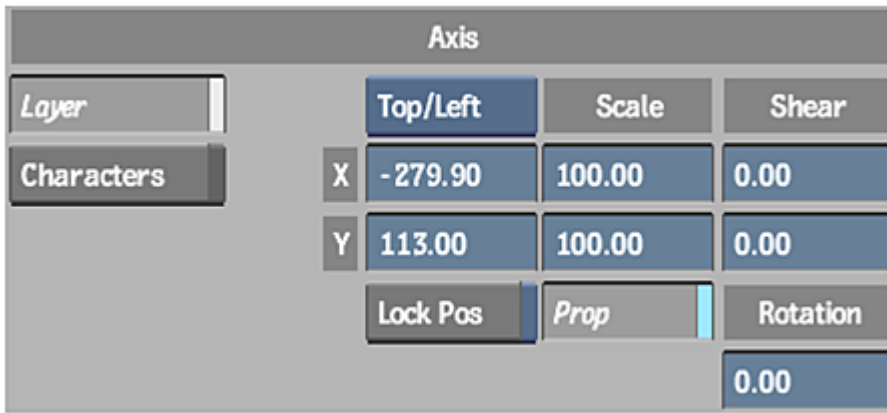 Axis
Layer Top/Left Scale Shear
Characters X -279.90 100.00 0.00
Y 113.00 100.00 0.00
Lock Pos Prop Rotation
0.00